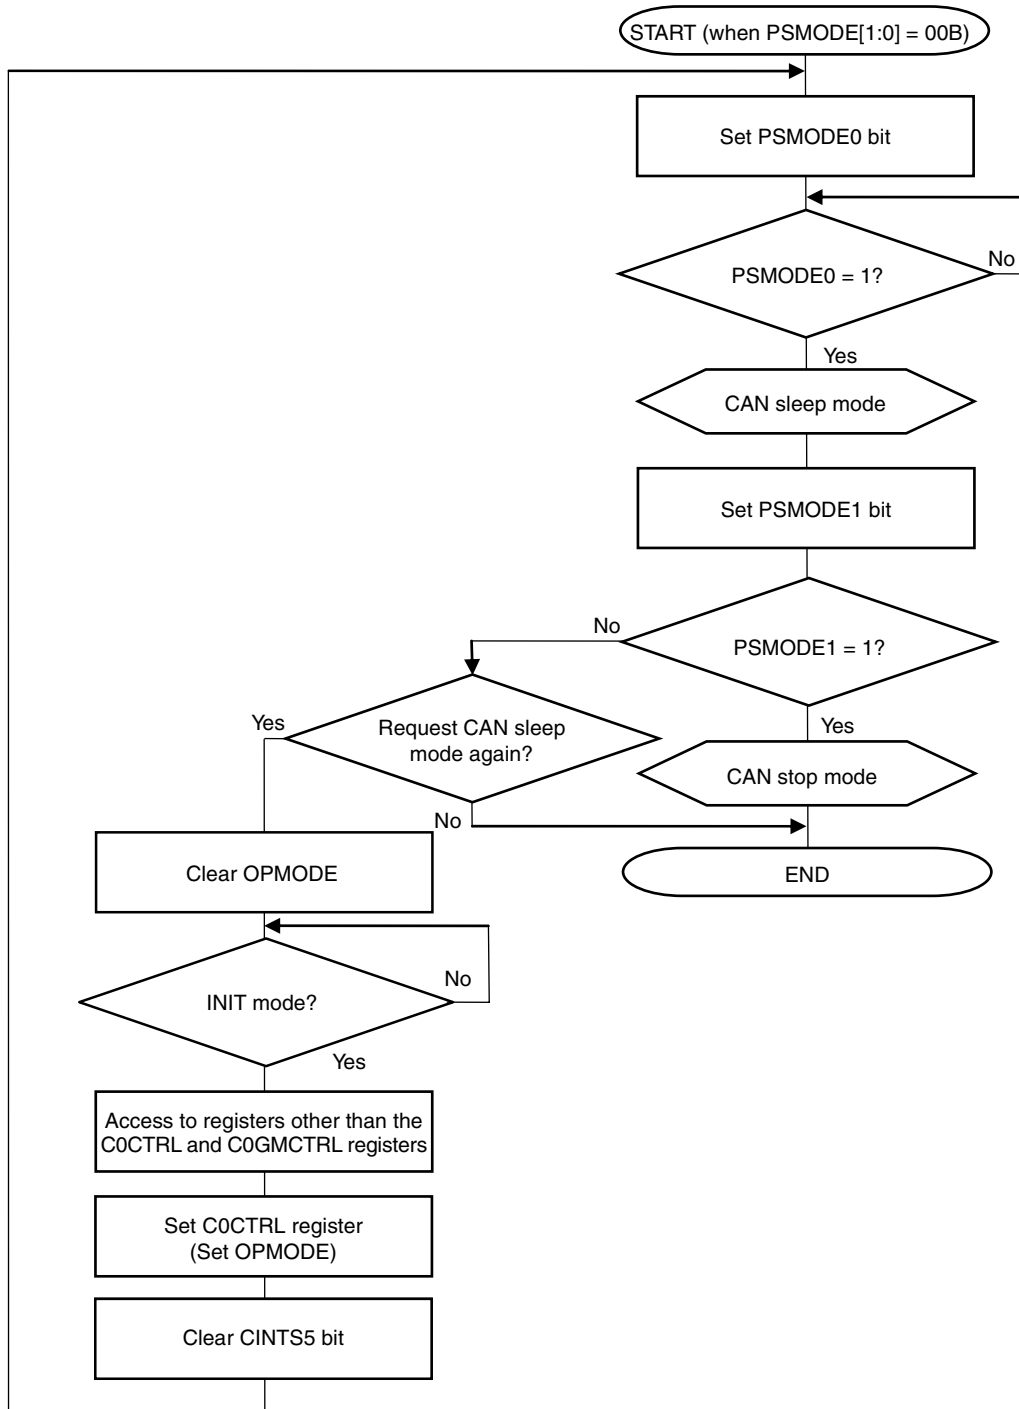 START (when PSMODE[1:0] = 00B)
Set PSMODE0 bit
PSMODE0 = 1?
No
Yes
CAN sleep mode
Set PSMODE1 bit
PSMODE1 = 1?
No
Yes
Request CAN sleep
mode again?
Yes
No
CAN stop mode
END
Clear OPMODE
INIT mode?
No
Yes
Access to registers other than the
C0CTRL and C0GMCTRL registers
Set C0CTRL register
(Set OPMODE)
Clear CINTS5 bit